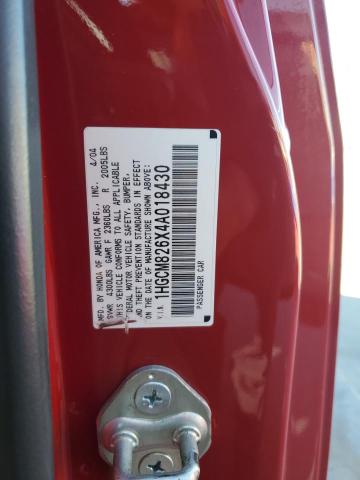 MFD. BY HONDA OF AMERICA MFG., INC. 4/04
GVWR 4300LBS GAWR F 2360LBS R 2005LBS
THIS VEHICLE CONFORMS TO ALL APPLICABLE
FEDERAL MOTOR VEHICLE SAFETY, BUMPER,
AND THEFT PREVENTION STANDARDS IN EFFECT
ON THE DATE OF MANUFACTURE SHOWN ABOVE.
V.I.N. 1HGCM826X4A018430
PASSENGER CAR